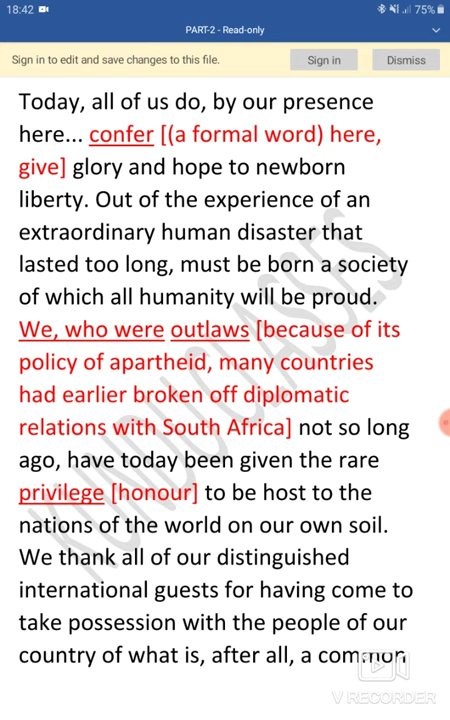 18:42 75%
PART-2 - Read-only
Sign in to edit and save changes to this file. Sign in Dismiss
Today, all of us do, by our presence
here... confer [(a formal word) here,
give] glory and hope to newborn
liberty. Out of the experience of an
extraordinary human disaster that
lasted too long, must be born a society
of which all humanity will be proud.
We, who were outlaws [because of its
policy of apartheid, many countries
had earlier broken off diplomatic
relations with South Africa] not so long
ago, have today been given the rare
privilege [honour] to be host to the
nations of the world on our own soil.
We thank all of our distinguished
international guests for having come to
take possession with the people of our
country of what is, after all, a common
KUNDU CLASSES
V RECORDER